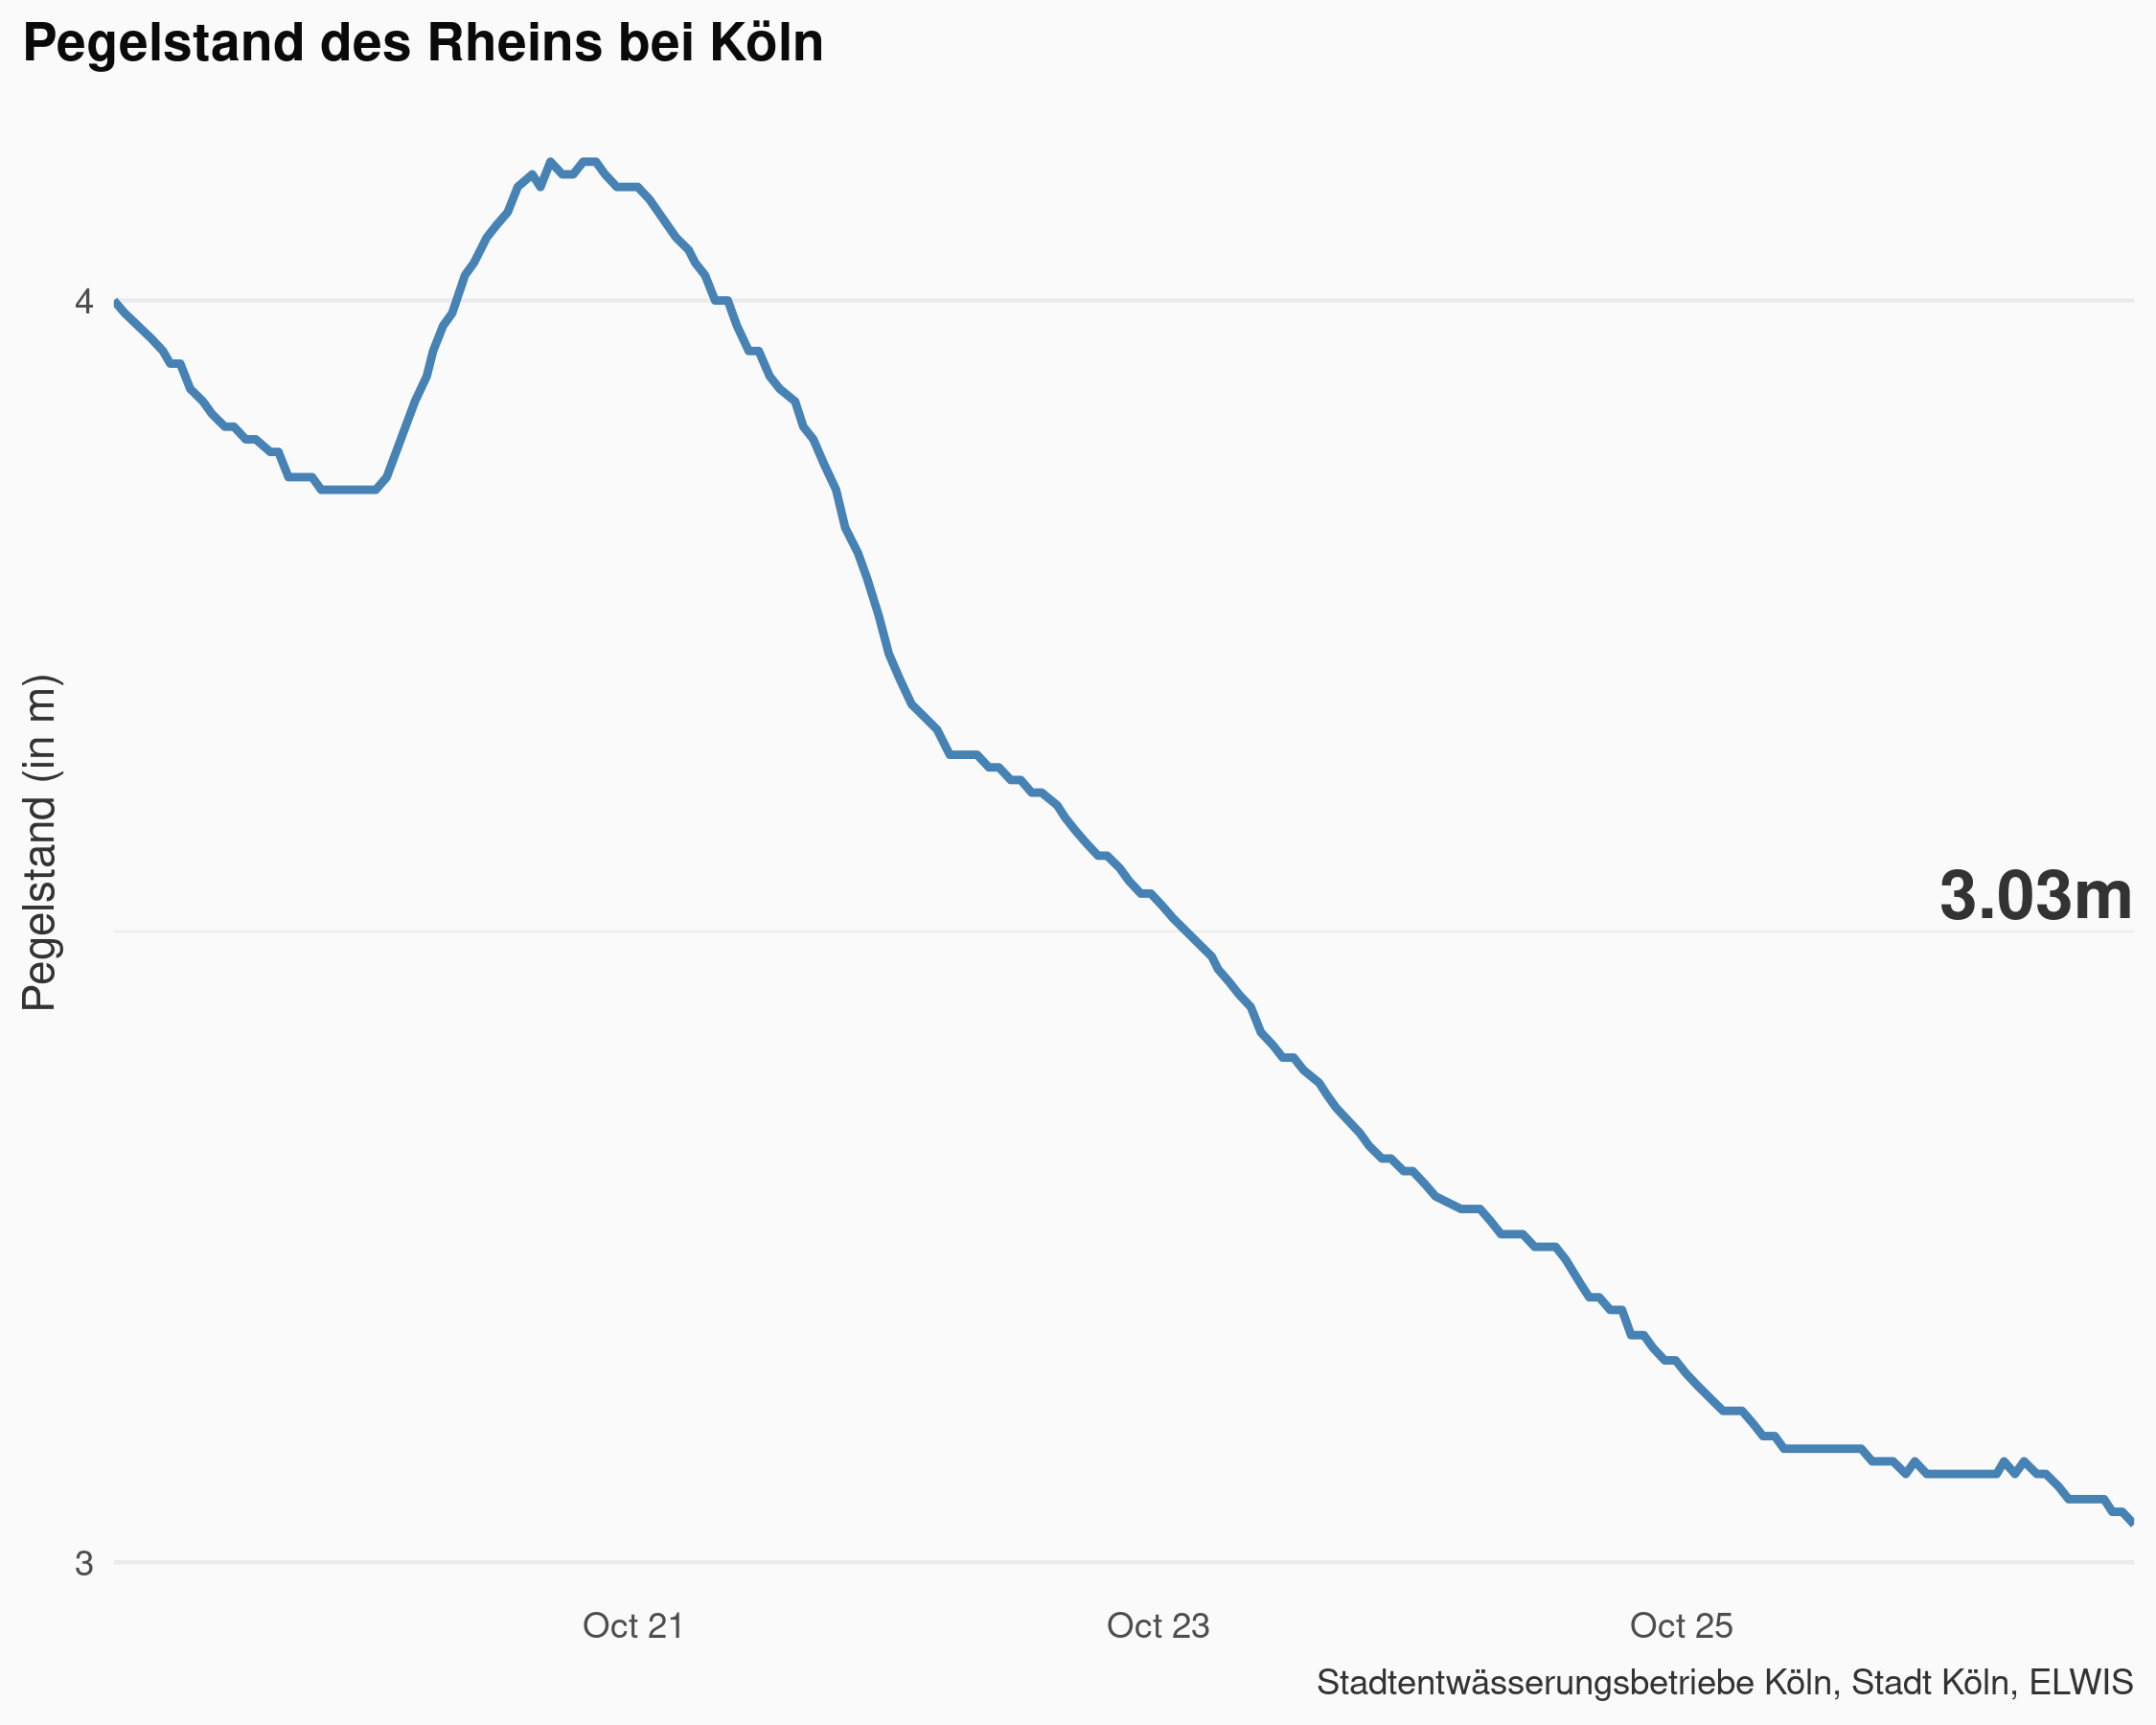 Pegelstand des Rheins bei Köln
Pegelstand (in m)
4
3.03m
3
Oct 21
Oct 23
Oct 25
Stadtentwässerungsbetriebe Köln, Stadt Köln, ELWIS